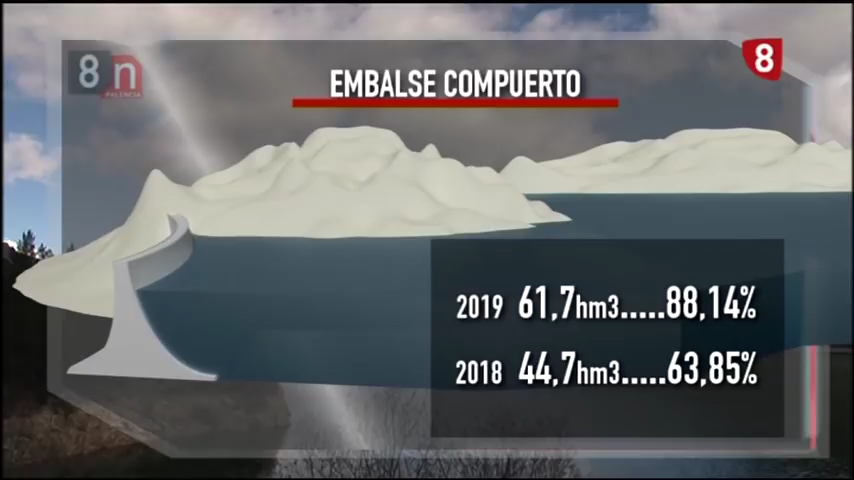 8n
PALENCIA
8
EMBALSE COMPUERTO
2019 61,7hm3.....88,14%
2018 44,7hm3.....63,85%